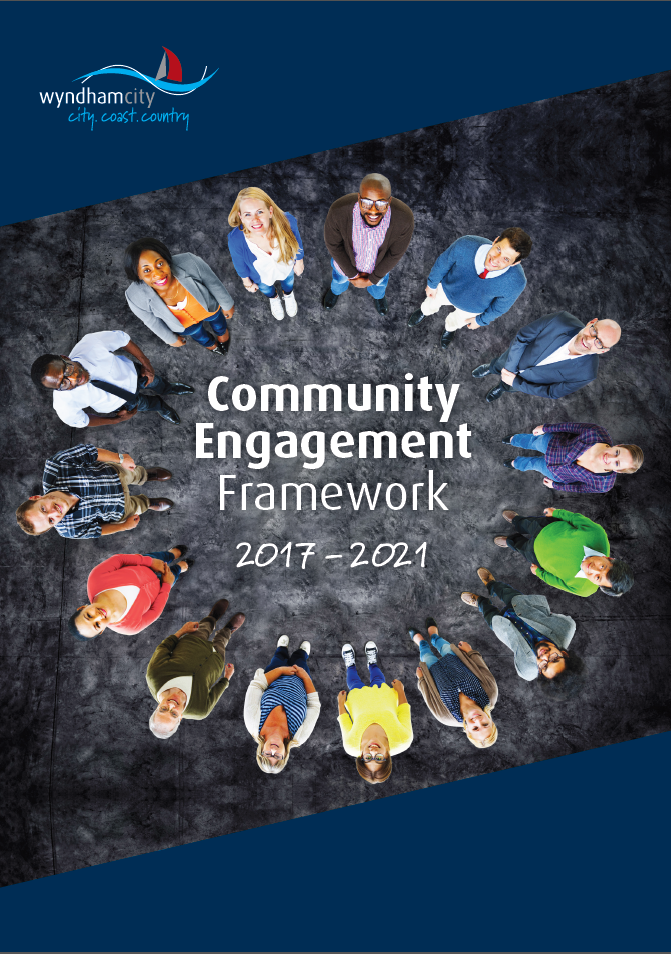 wyndhamcity
city.coast.country
Community
Engagement
Framework
2017 – 2021